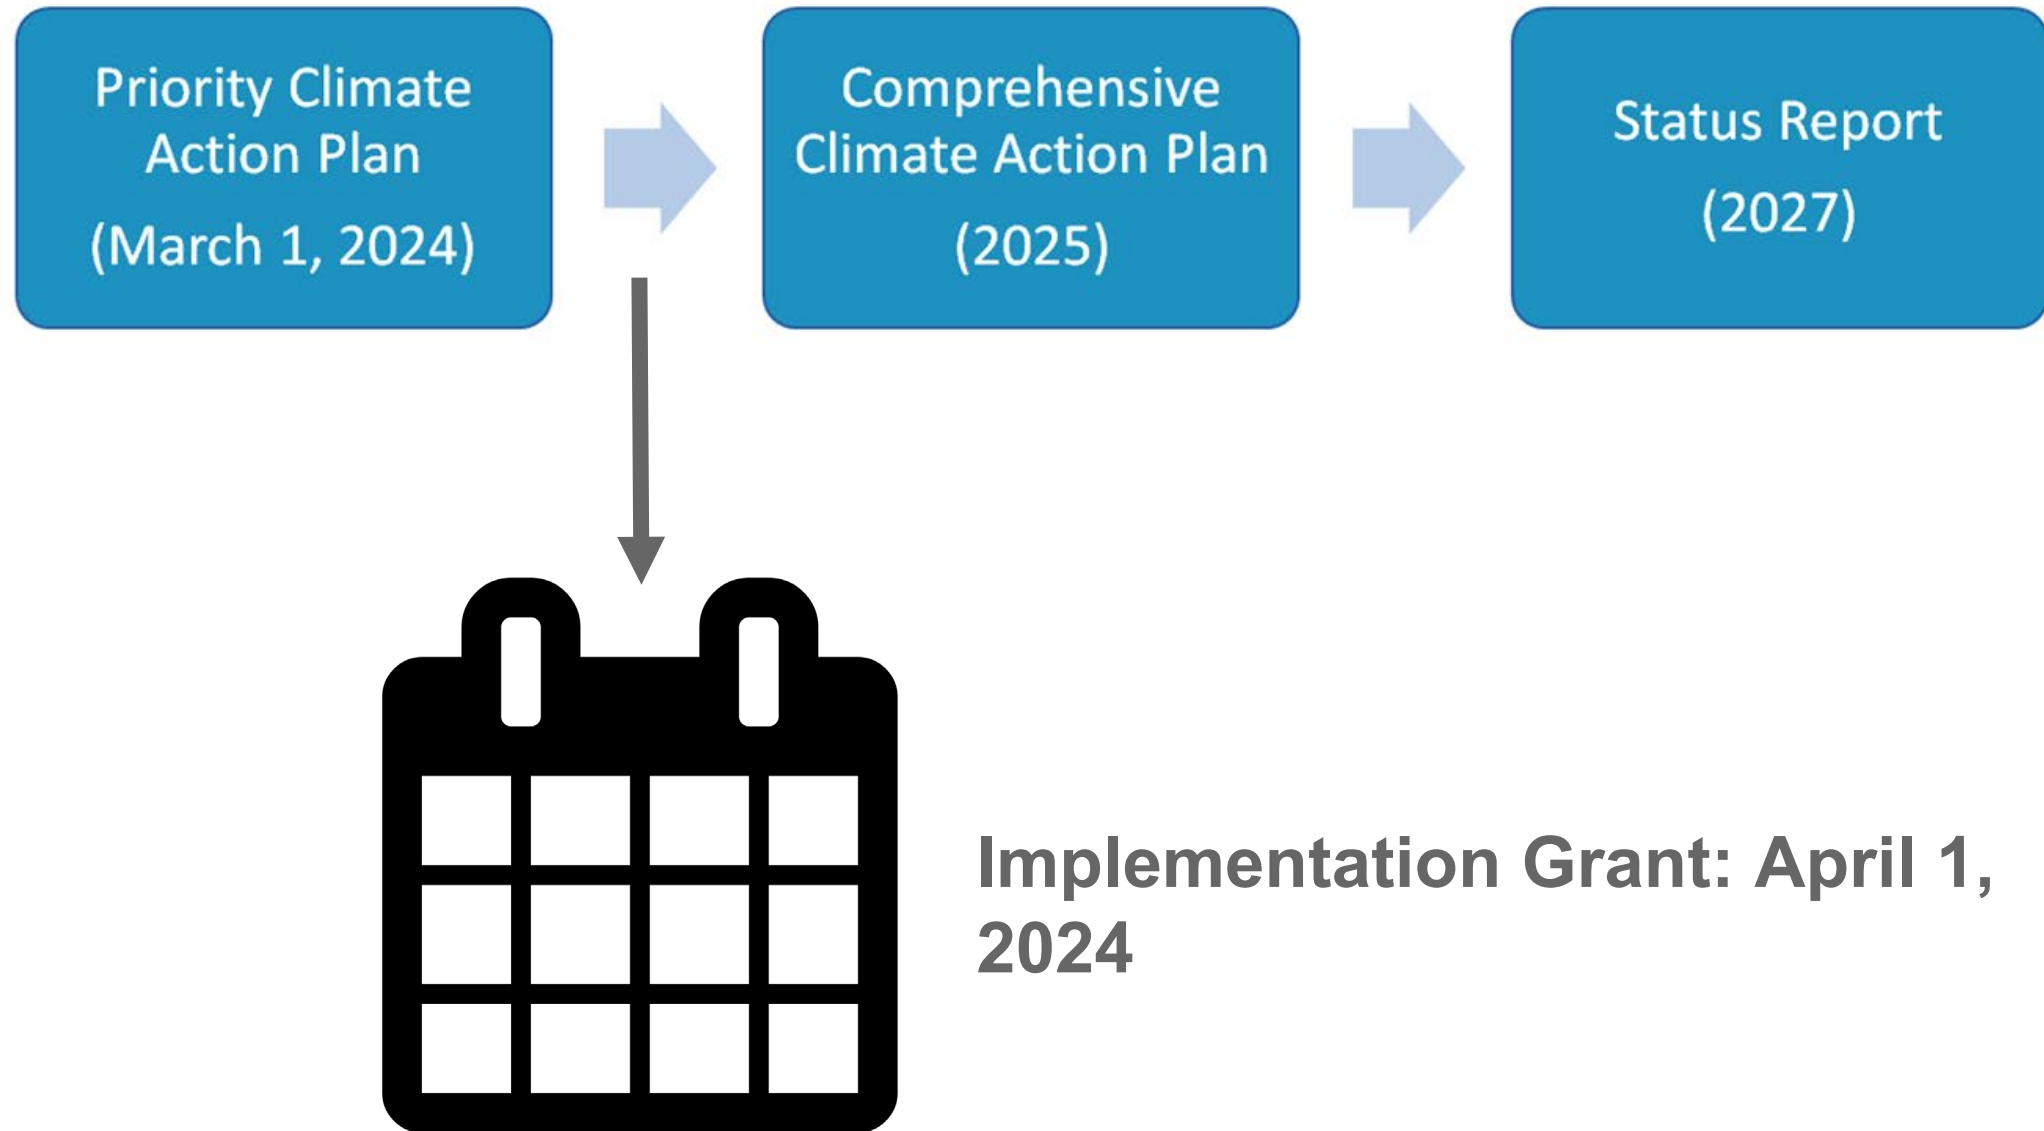 Priority Climate
Action Plan
(March 1, 2024)
Comprehensive
Climate Action Plan
(2025)
Status Report
(2027)
Implementation Grant: April 1,
2024